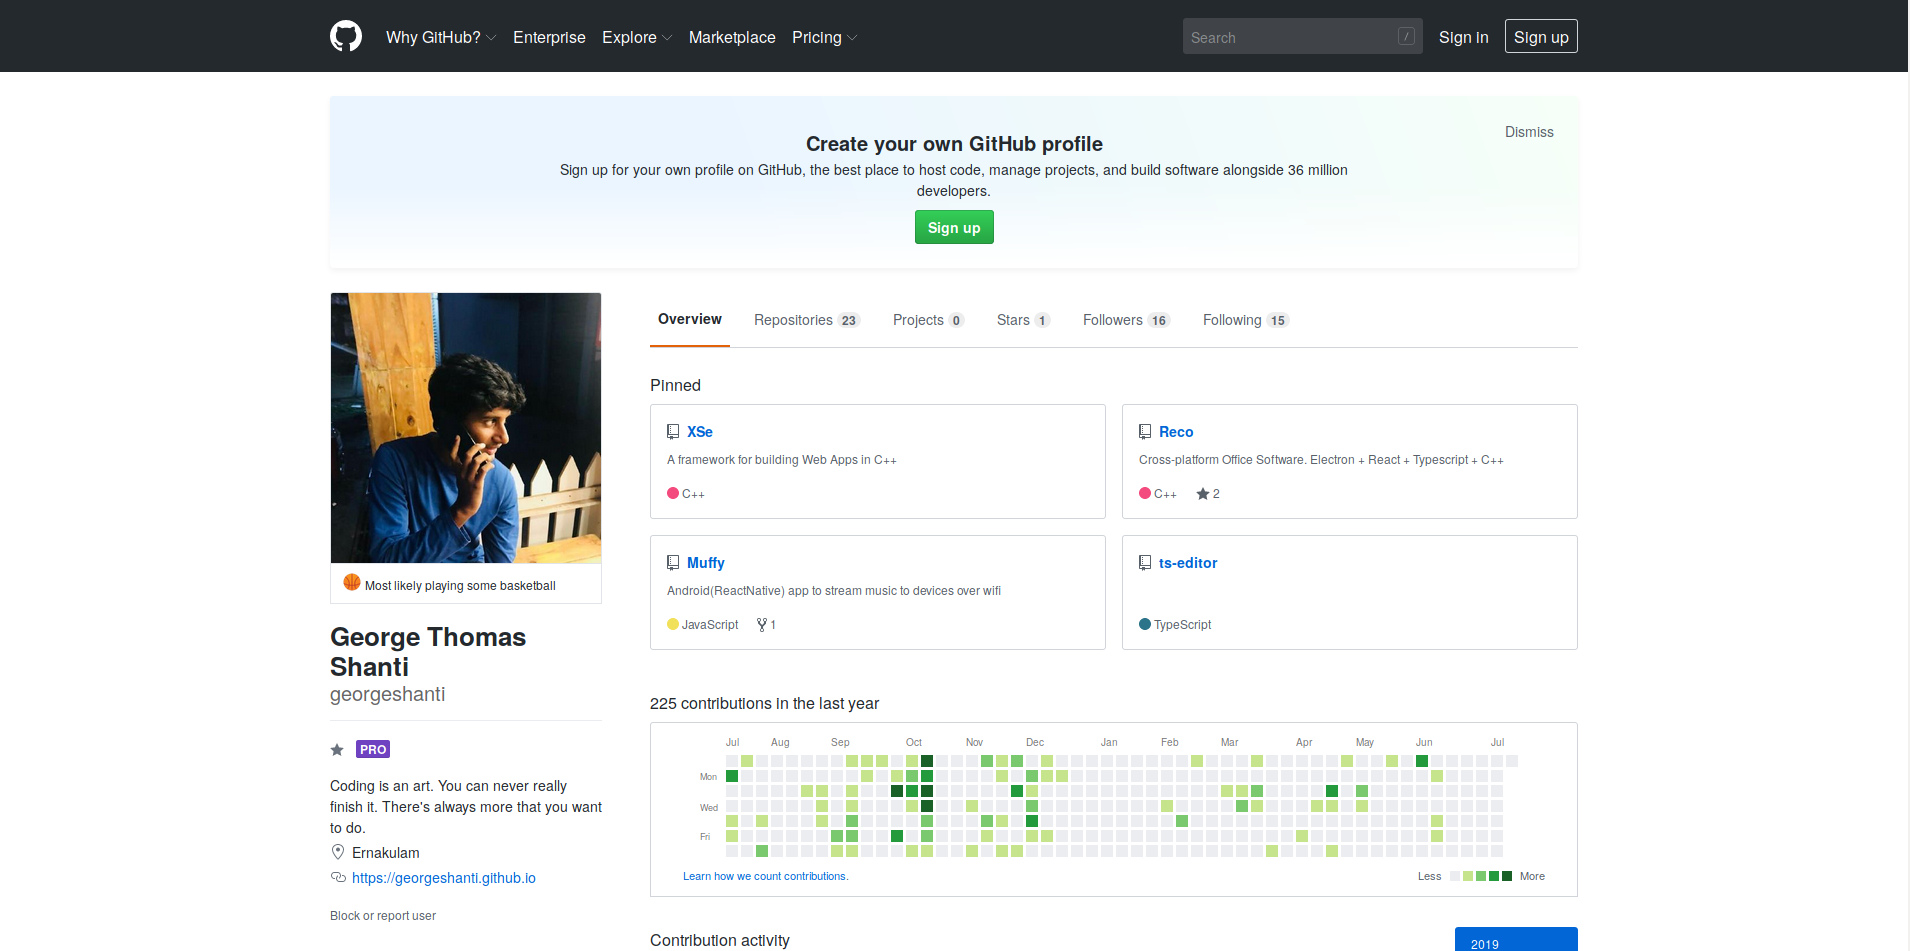 Why GitHub? Enterprise Explore Marketplace Pricing Search / Sign in Sign up
Create your own GitHub profile
Dismiss
Sign up for your own profile on GitHub, the best place to host code, manage projects, and build software alongside 36 million
developers.
Sign up
Most likely playing some basketball
George Thomas
Shanti
georgeshanti
PRO
Coding is an art. You can never really
finish it. There's always more that you want
to do.
Ernakulam
https://georgeshanti.github.io
Block or report user
Overview Repositories 23 Projects 0 Stars 1 Followers 16 Following 15
Pinned
XSe
A framework for building Web Apps in C++
C++
Reco
Cross-platform Office Software. Electron + React + Typescript + C++
C++ 2
Muffy
Android(ReactNative) app to stream music to devices over wifi
JavaScript 1
ts-editor
TypeScript
225 contributions in the last year
Jul Aug Sep Oct Nov Dec Jan Feb Mar Apr May Jun Jul
Mon
Wed
Fri
Learn how we count contributions.
Less More
Contribution activity
2019